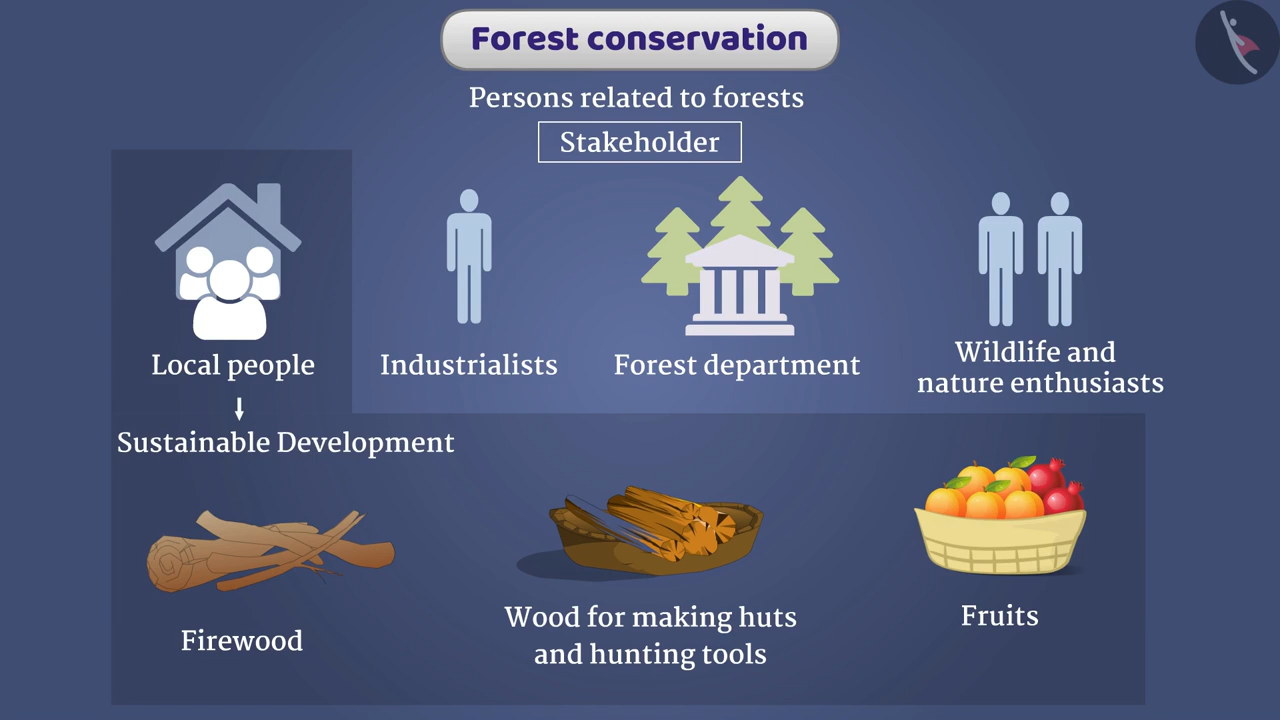 Forest conservation
Persons related to forests
Stakeholder
Local people
Industrialists
Forest department
Wildlife and
nature enthusiasts
Sustainable Development
Firewood
Wood for making huts
and hunting tools
Fruits